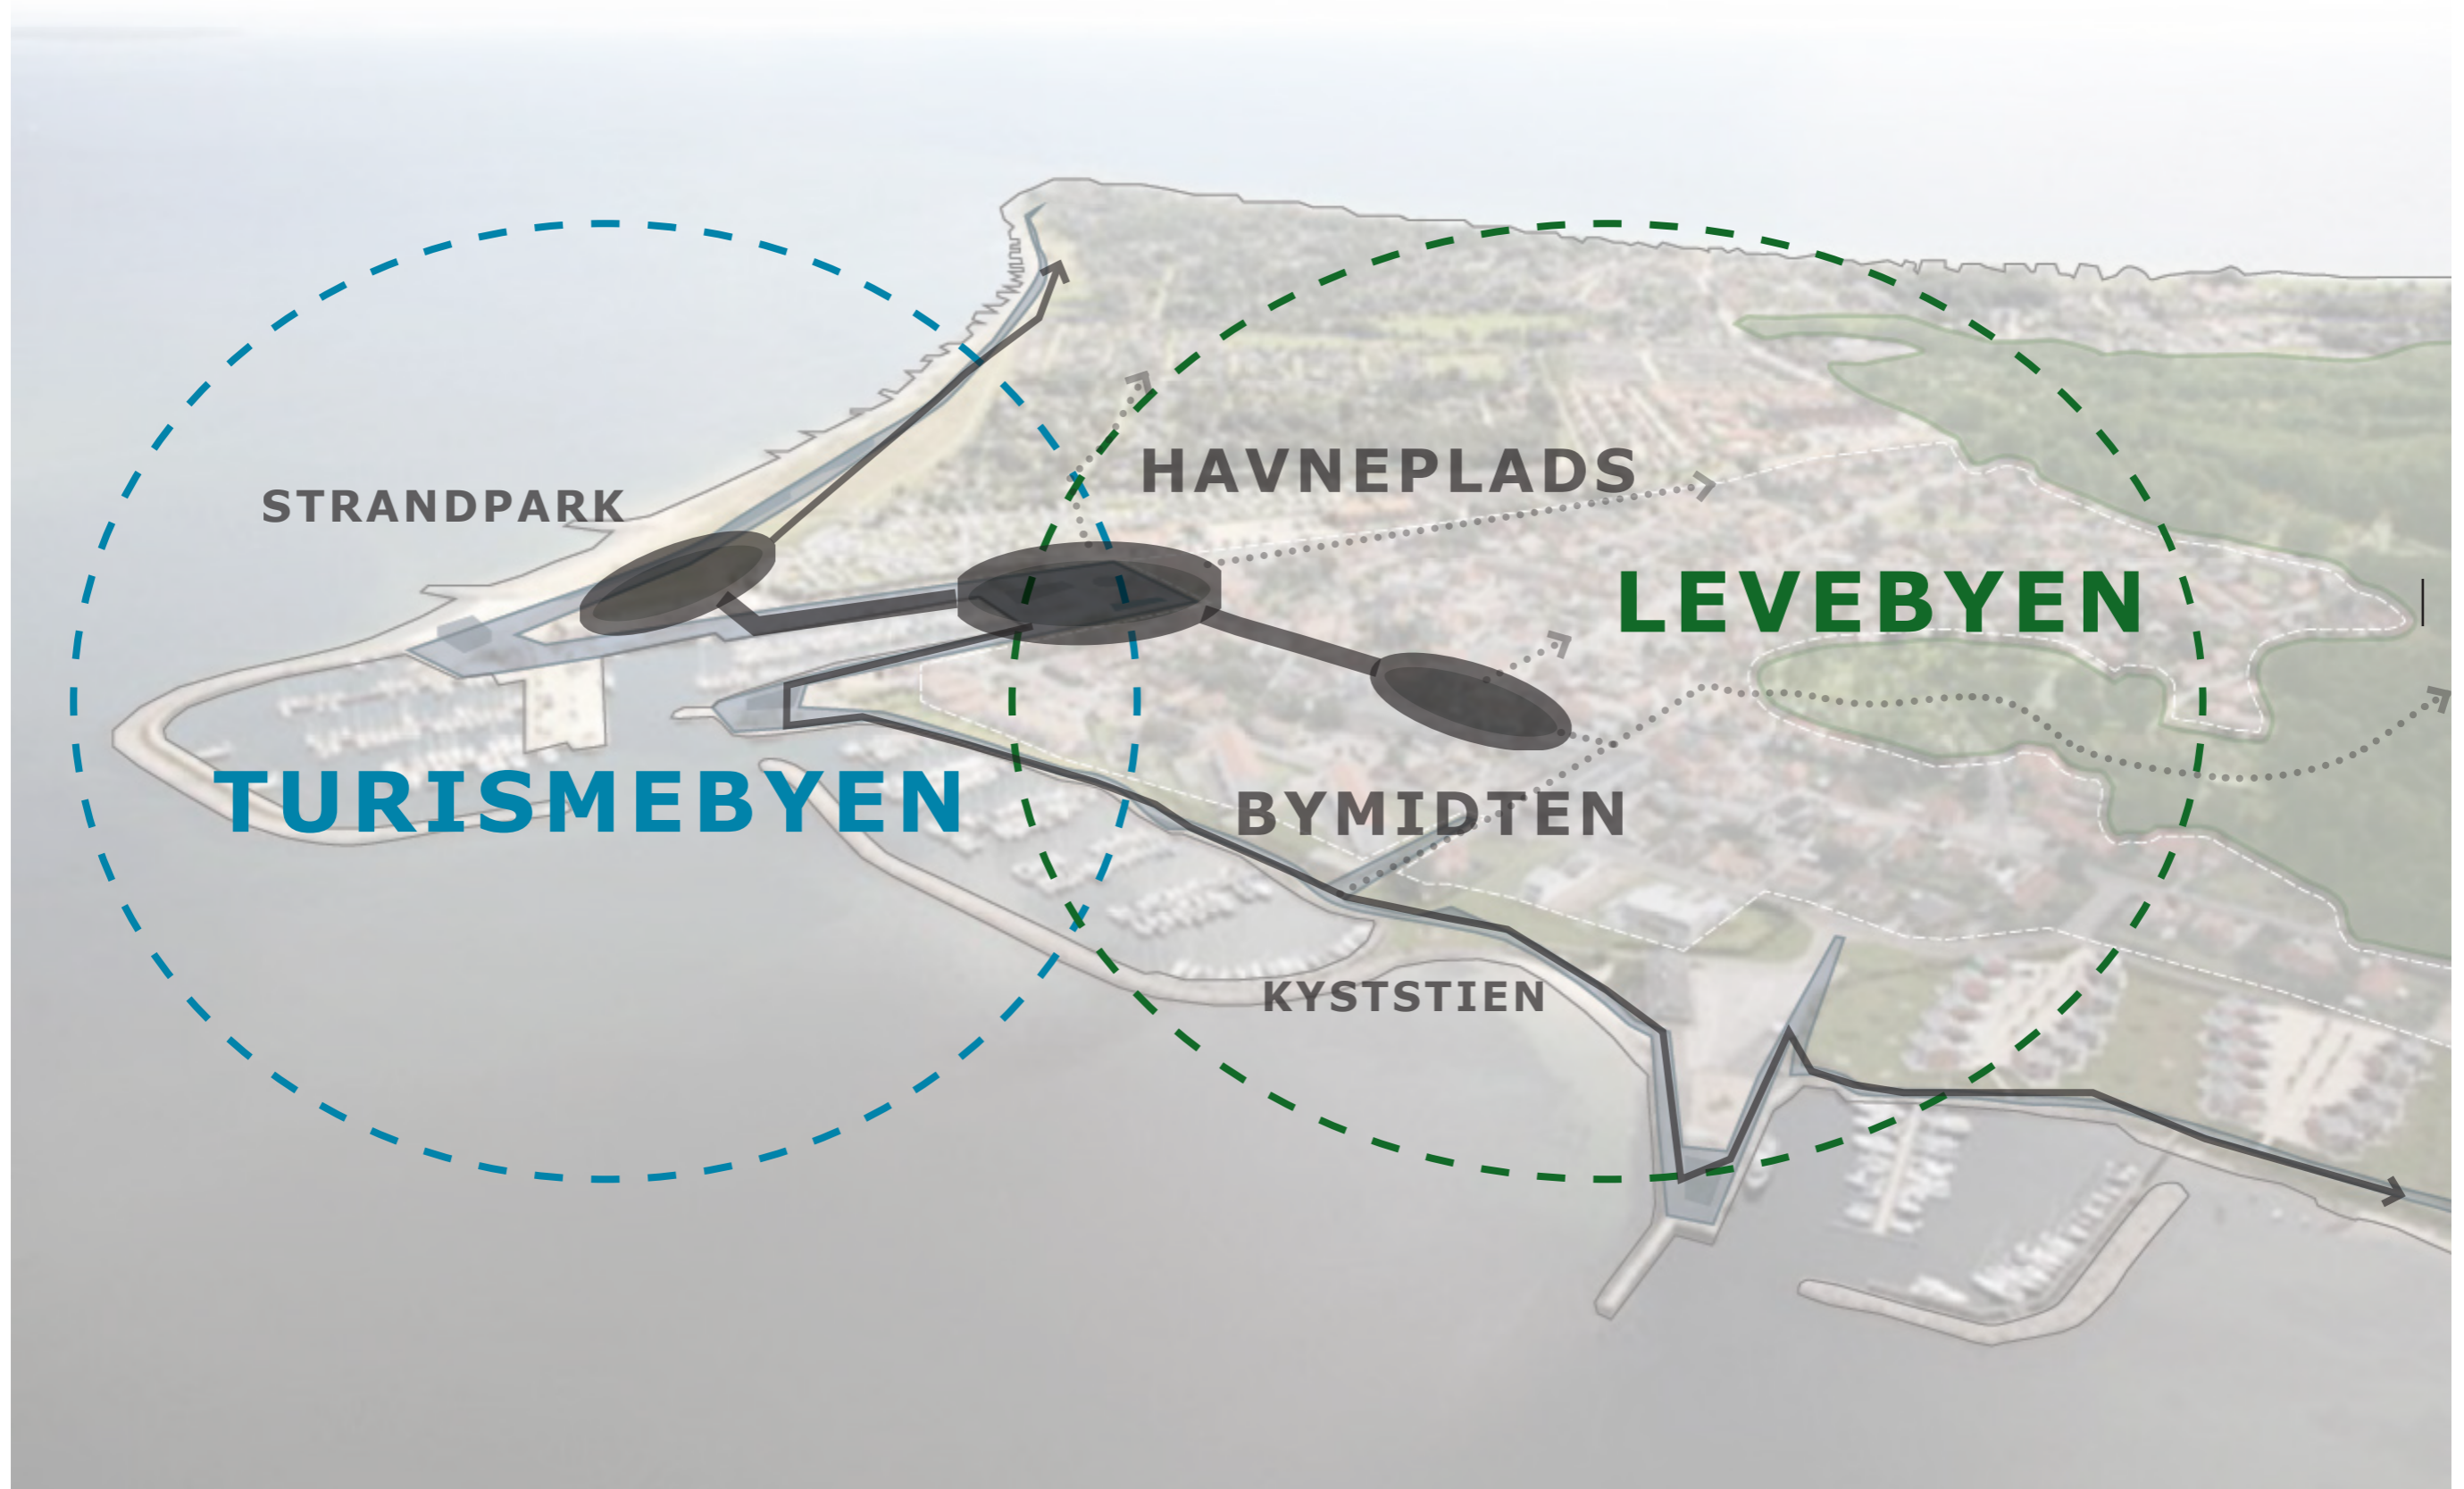 HAVNEPLADS
STRANDPARK
LEVEBYEN
TURISMEBYEN
BYMIDTEN
KYSTSTIEN